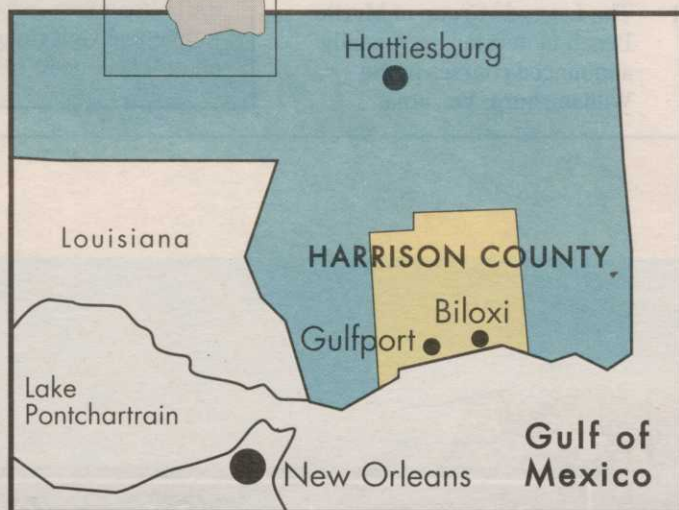 Hattiesburg
Louisiana
HARRISON COUNTY
Biloxi
Gulfport
Lake
Pontchartrain
Gulf of
Mexico
New Orleans